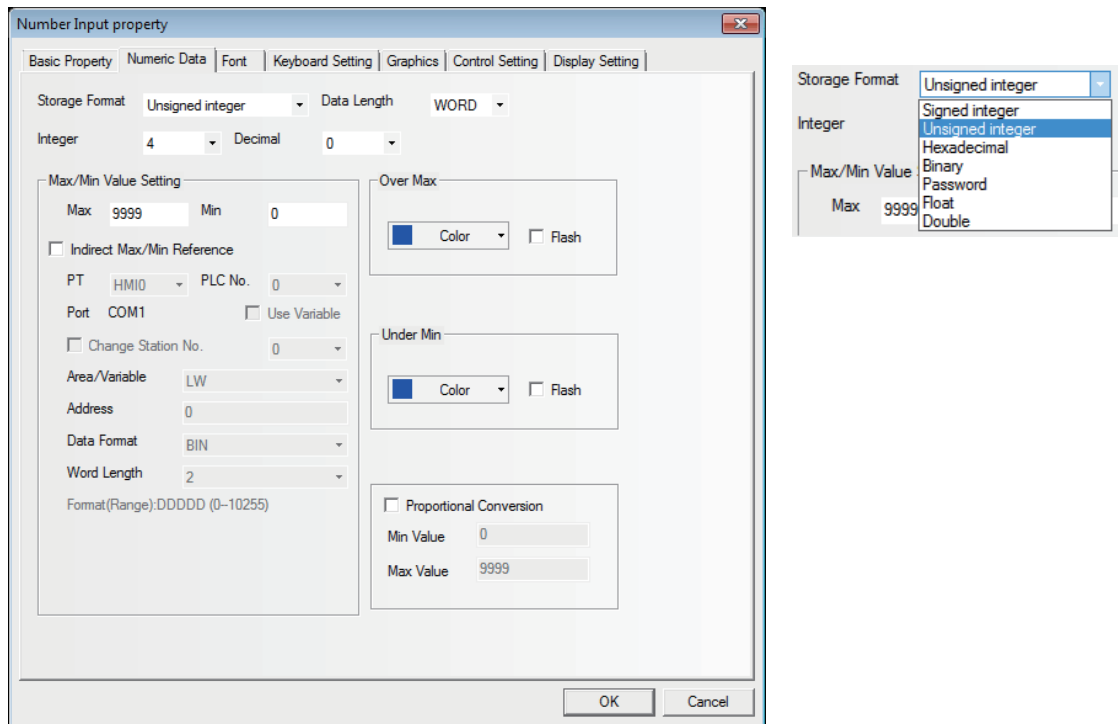 Number Input property
Basic Property Numeric Data Font Keyboard Setting Graphics Control Setting Display Setting
Storage Format Unsigned integer Data Length WORD
Integer 4 Decimal 0
Max/Min Value Setting
Max 9999 Min 0
Indirect Max/Min Reference
PT HMI0 PLC No. 0
Port COM1 Use Variable
Change Station No. 0
Area/Variable LW
Address 0
Data Format BIN
Word Length 2
Format(Range):DDDDD (0~10255)
Over Max
Color Flash
Under Min
Color Flash
Proportional Conversion
Min Value 0
Max Value 9999
OK Cancel
Storage Format Unsigned integer
Signed integer
Integer Unsigned integer
Hexadecimal
Max/Min Value Binary
Password
Max 9999 Float
Double